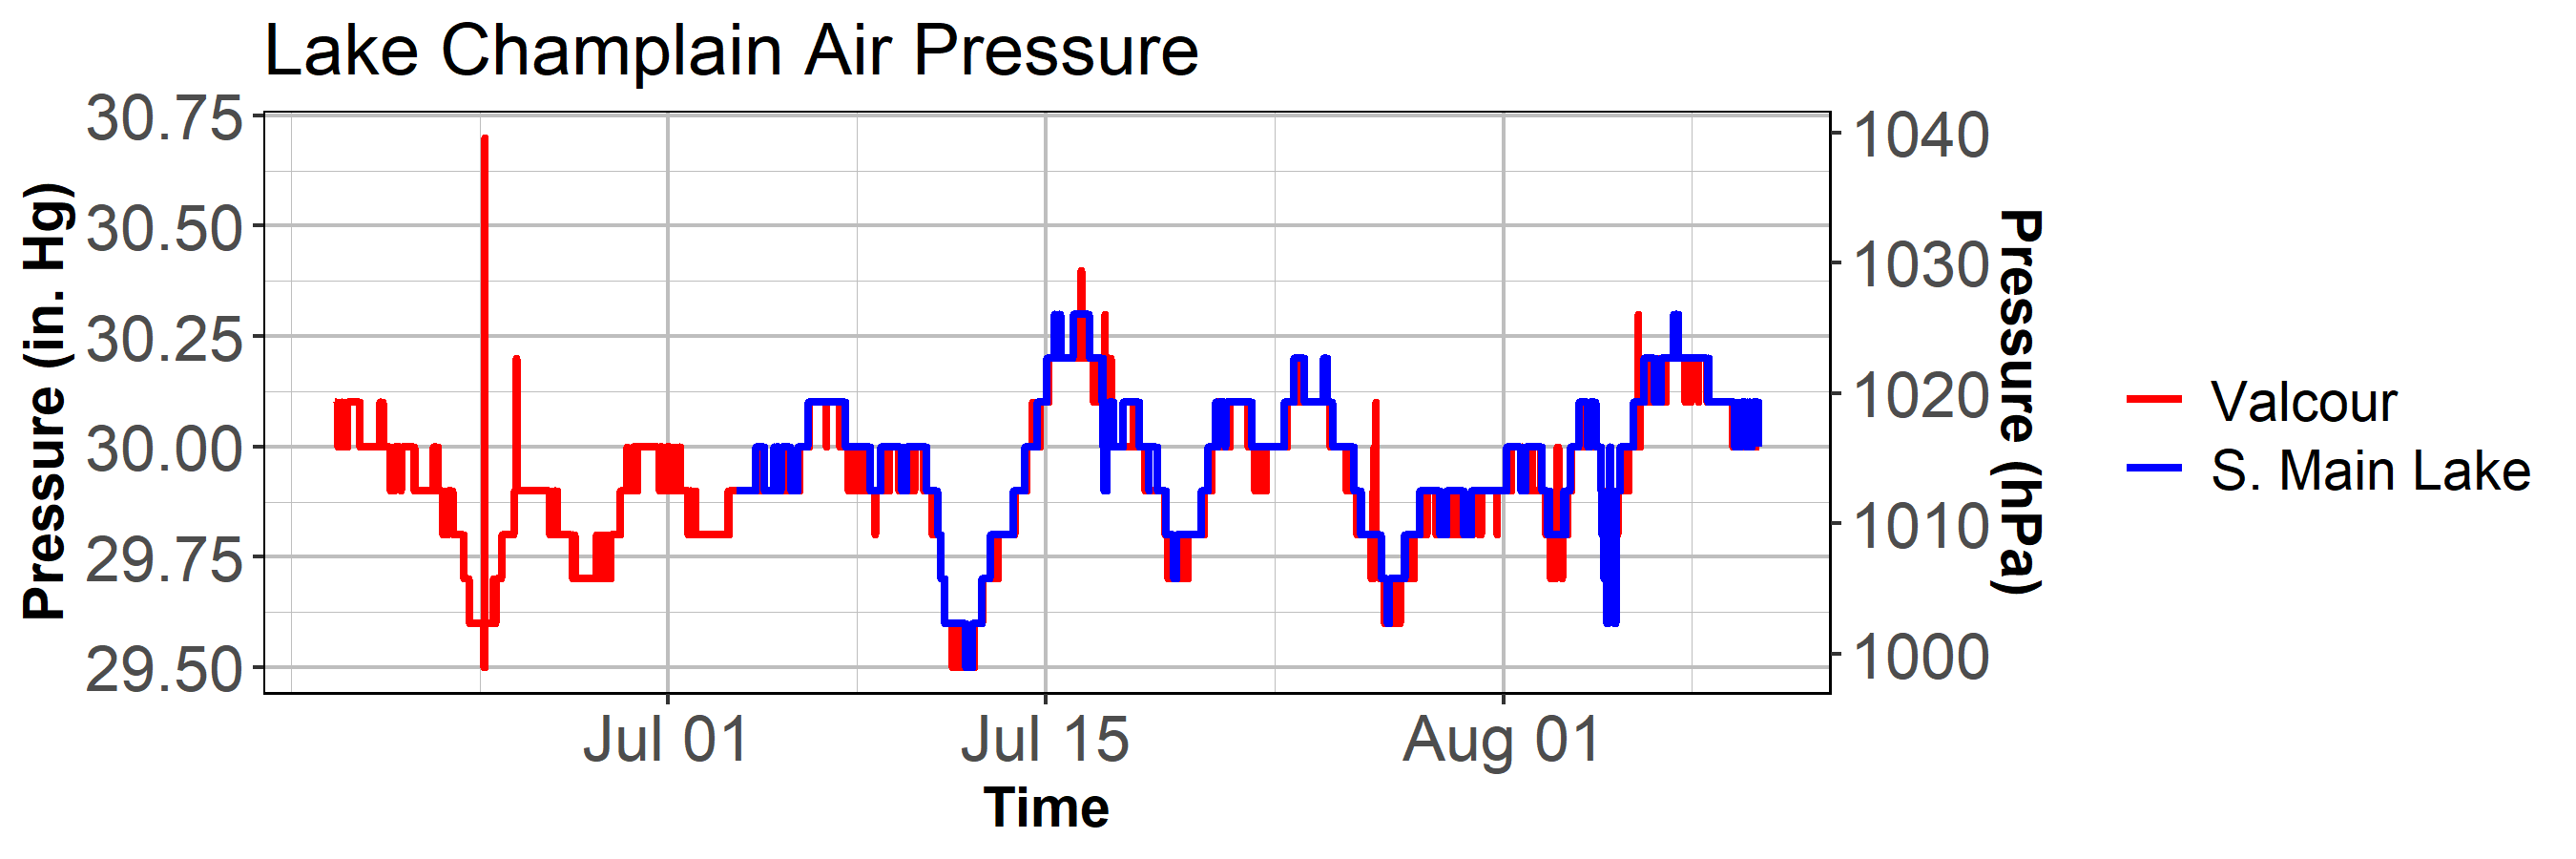 Lake Champlain Air Pressure
Pressure (in. Hg)
30.75
30.50
30.25
30.00
29.75
29.50
1040
1030
1020
1010
1000
Pressure (hPa)
Jul 01
Jul 15
Aug 01
Time
Valcour
S. Main Lake